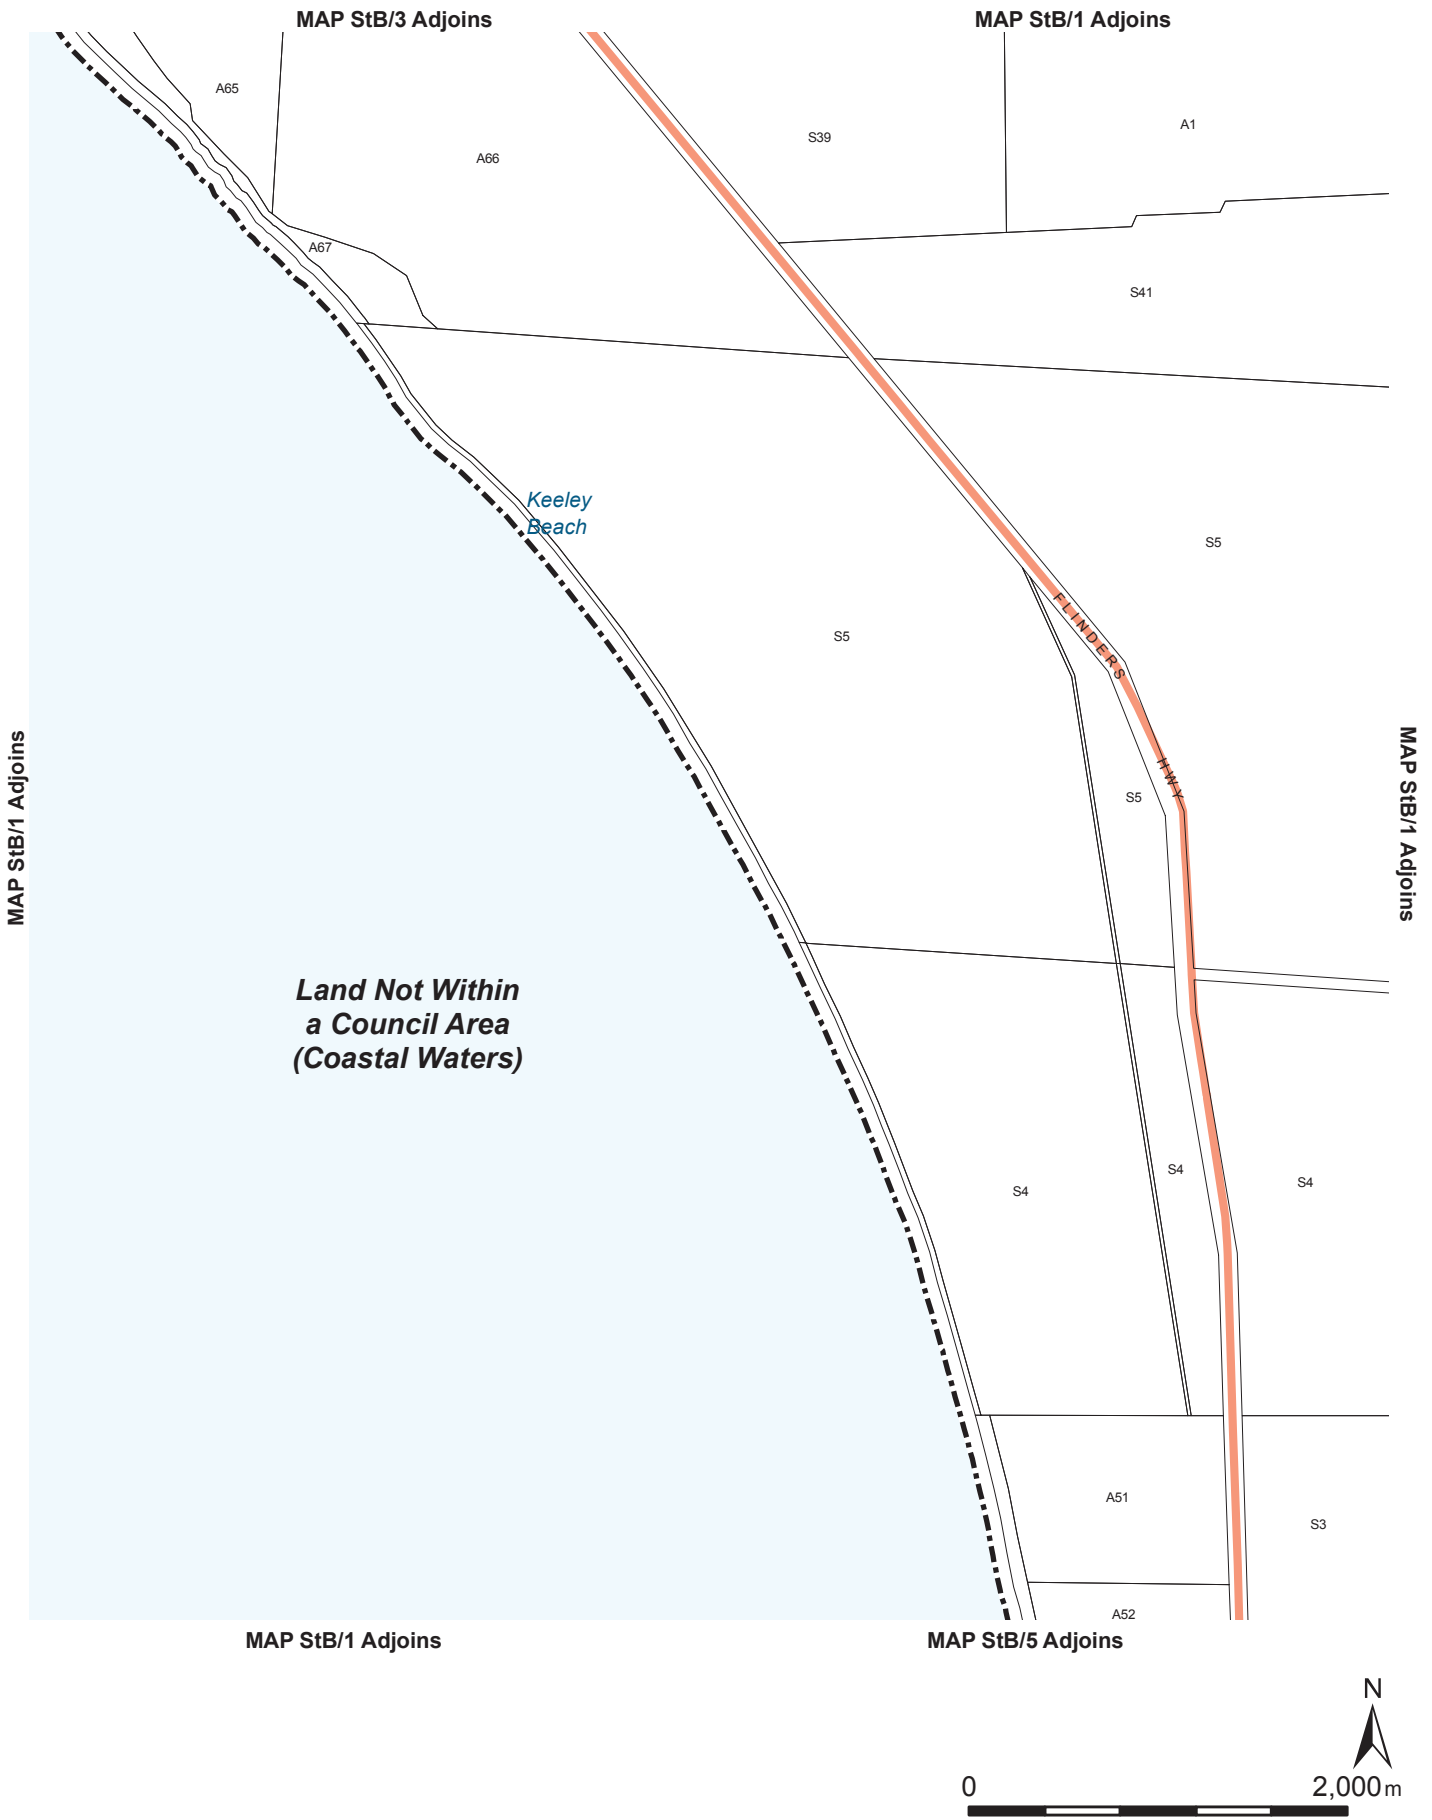 MAP StB/3 Adjoins
MAP StB/1 Adjoins
A65
A1
S39
A66
A67
S41
Keeley
Beach
S5
FLINDERS
S5
MAP StB/1 Adjoins
MAP StB/1 Adjoins
HWY
S5
Land Not Within
a Council Area
(Coastal Waters)
S4
S4
S4
A51
S3
A52
MAP StB/1 Adjoins
MAP StB/5 Adjoins
N
0
2,000m